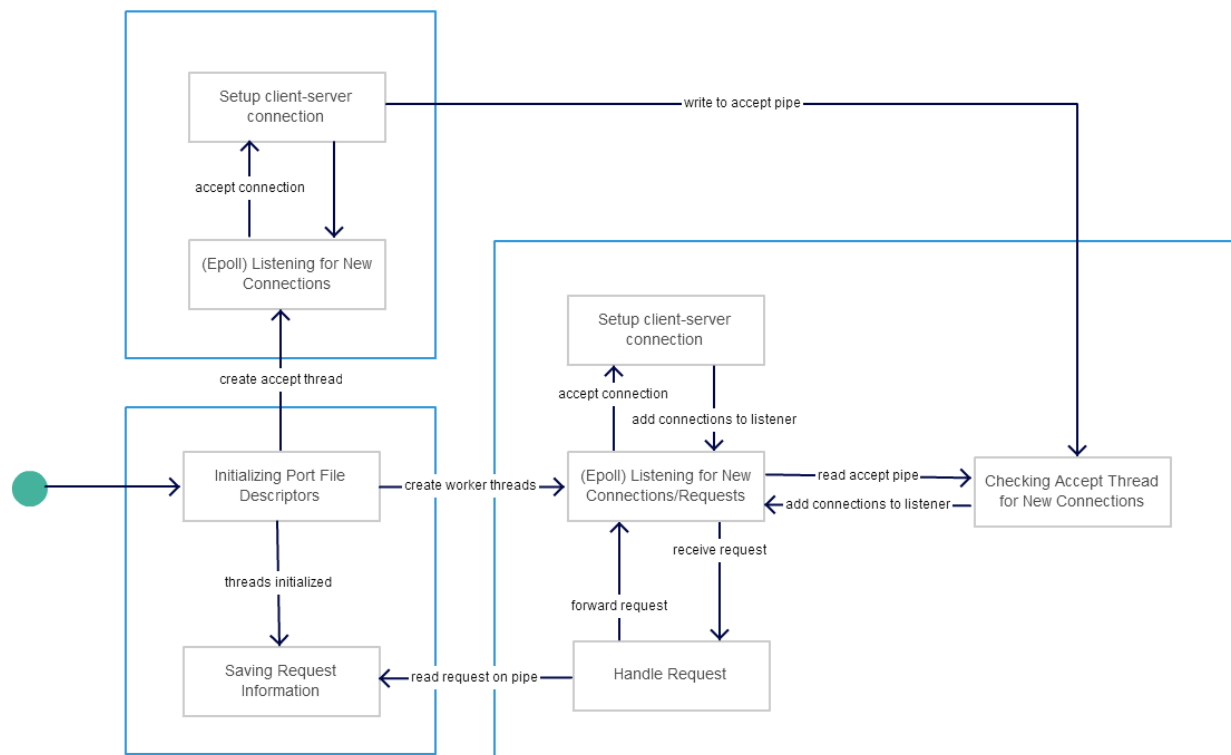 Setup client-server
connection
write to accept pipe
accept connection
(Epoll) Listening for New
Connections
create accept thread
Setup client-server
connection
accept connection
add connections to listener
Initializing Port File
Descriptors
create worker threads
(Epoll) Listening for New
Connections/Requests
read accept pipe
add connections to listener
Checking Accept Thread
for New Connections
receive request
threads initialized
forward request
Saving Request
Information
read request on pipe
Handle Request